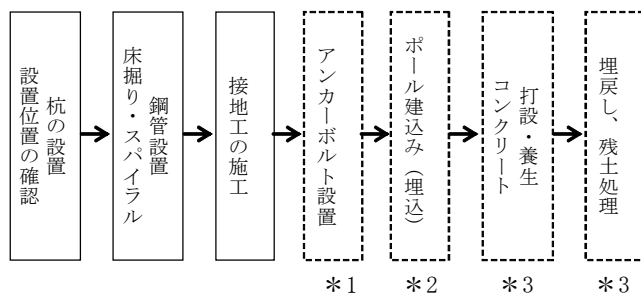 設置位置の確認
杭の設置
床掘り・スパイラル
鋼管設置
接地工の施工
アンカーボルト設置
ポール建込み（埋込）
コンクリート
打設・養生
埋戻し、残土処理
＊1
＊2
＊3
＊3